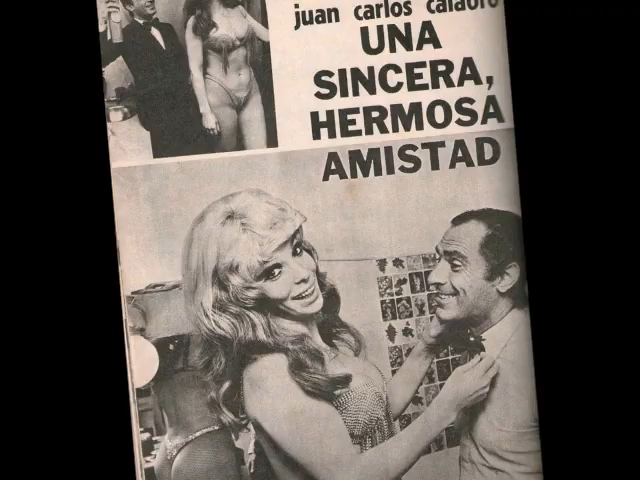 juan carlos calabró
UNA
SINCERA,
HERMOSA
AMISTAD